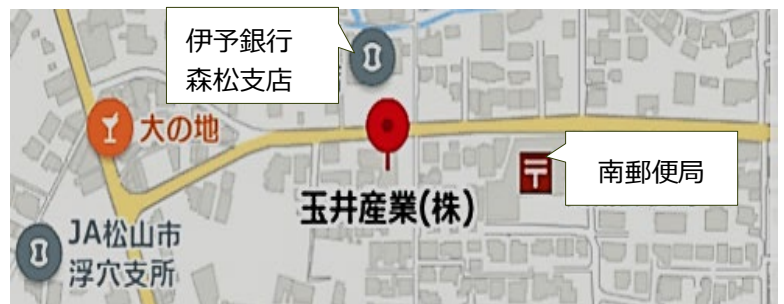 伊予銀行
森松支店
大の地
玉井産業(株)
南郵便局
JA松山市
浮穴支所